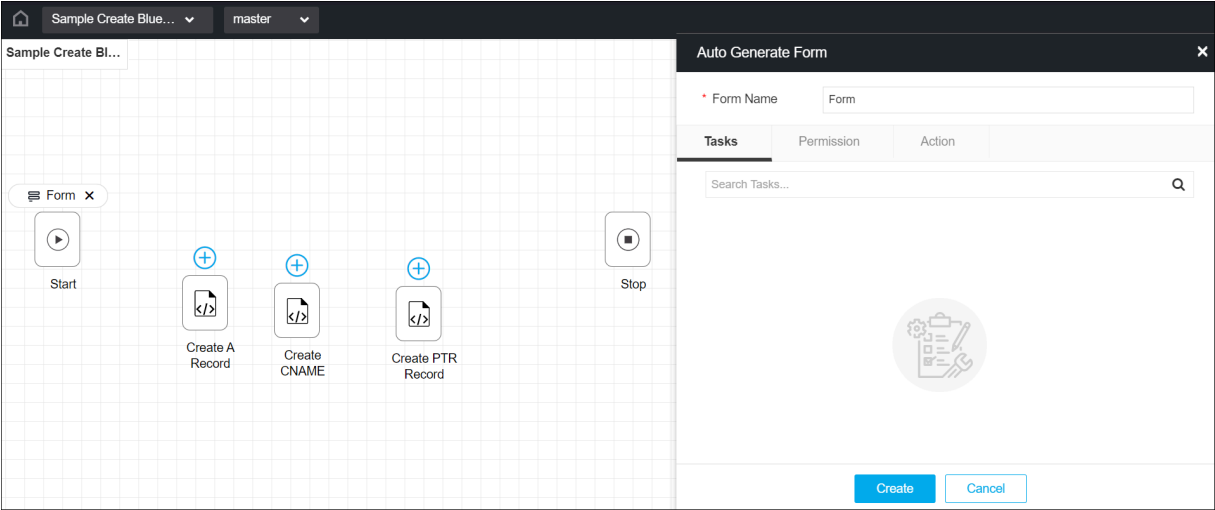 Sample Create Blue... master
Sample Create Bl...
Auto Generate Form
* Form Name Form
Tasks Permission Action
Search Tasks...
Form
Start
Create A
Record
Create
CNAME
Create PTR
Record
Stop
Create Cancel